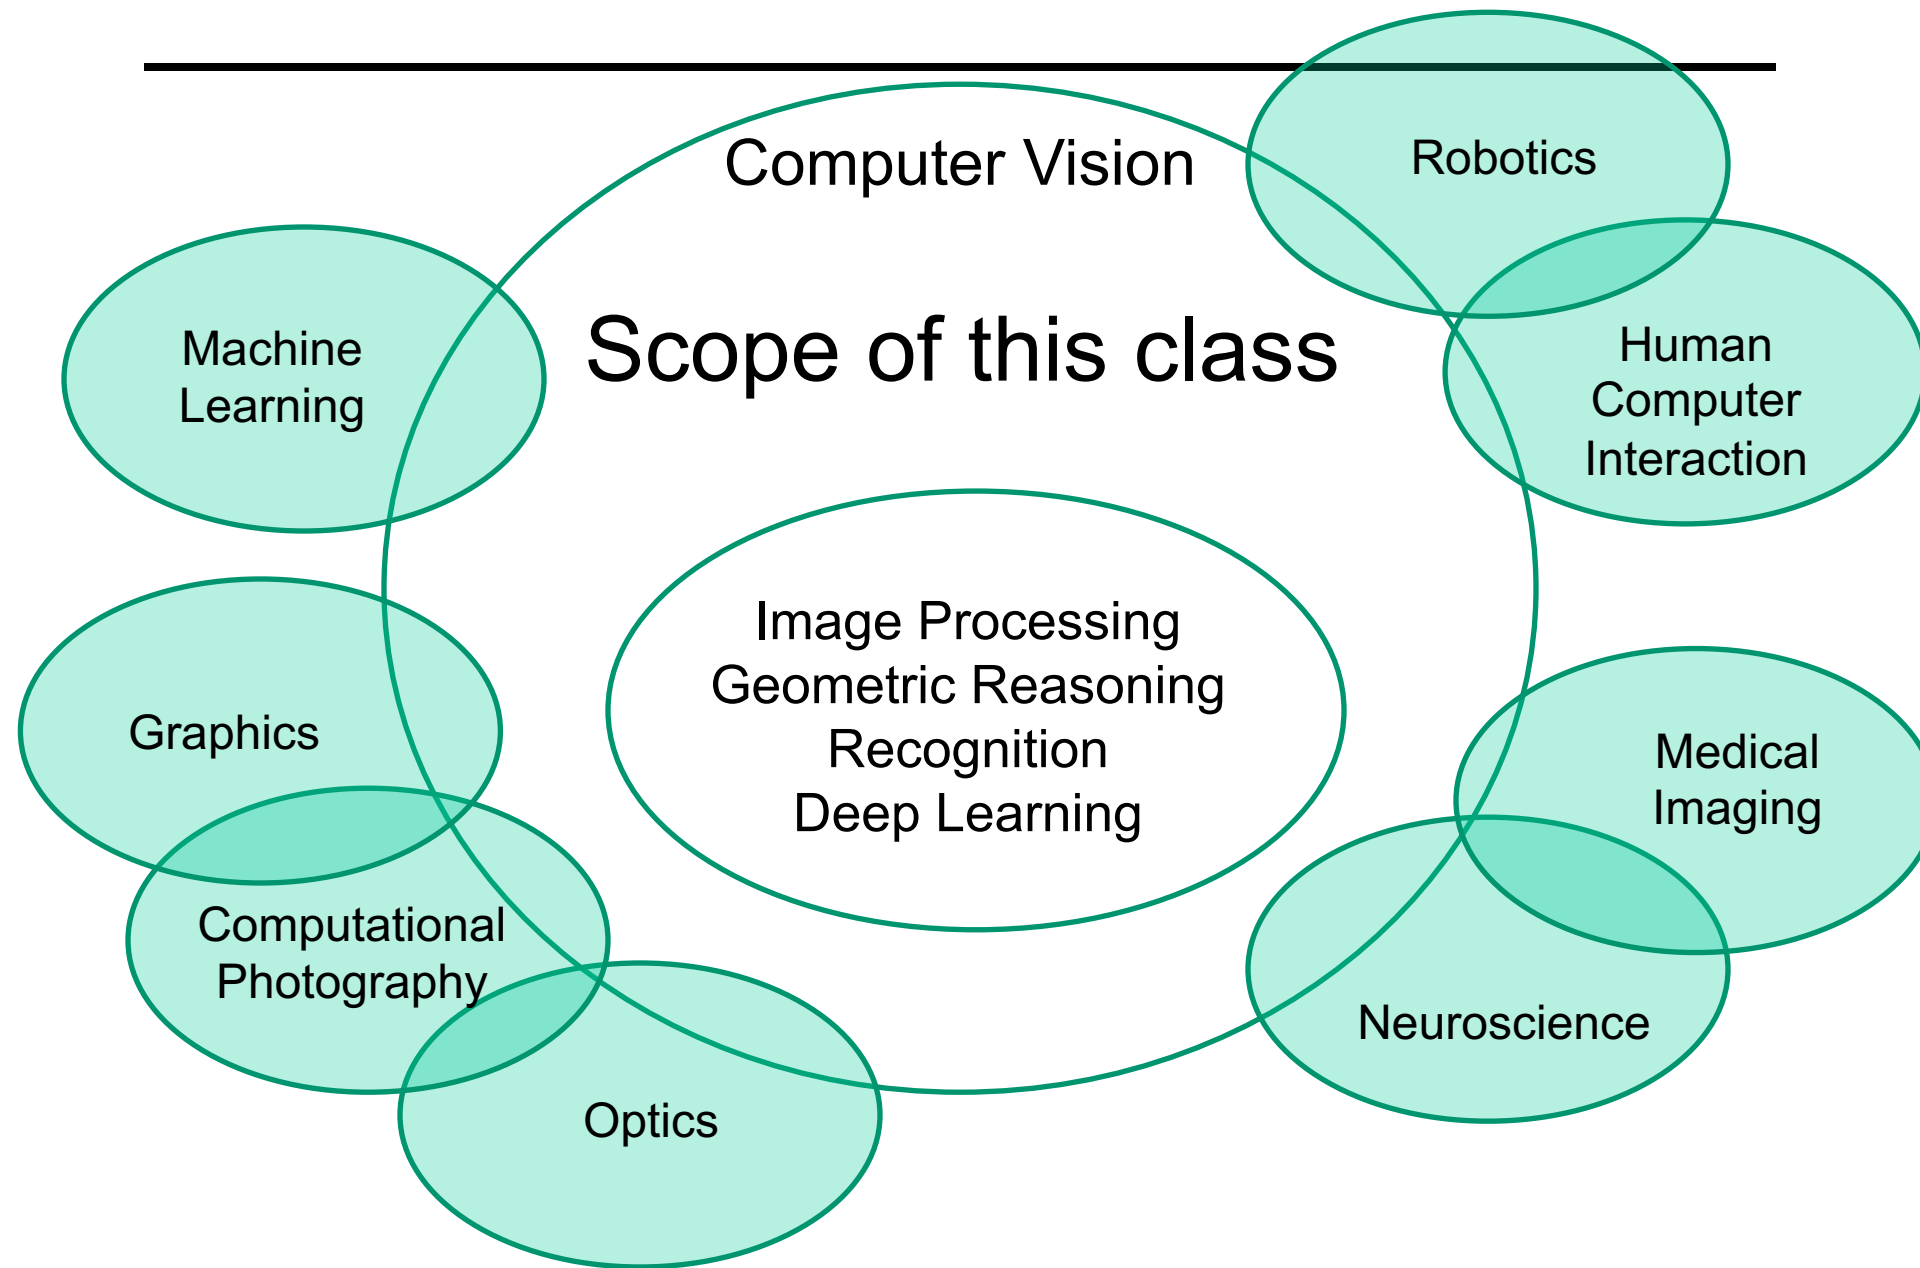 Computer Vision
Robotics
Scope of this class
Machine
Learning
Human
Computer
Interaction
Image Processing
Geometric Reasoning
Recognition
Deep Learning
Graphics
Medical
Imaging
Computational
Photography
Neuroscience
Optics